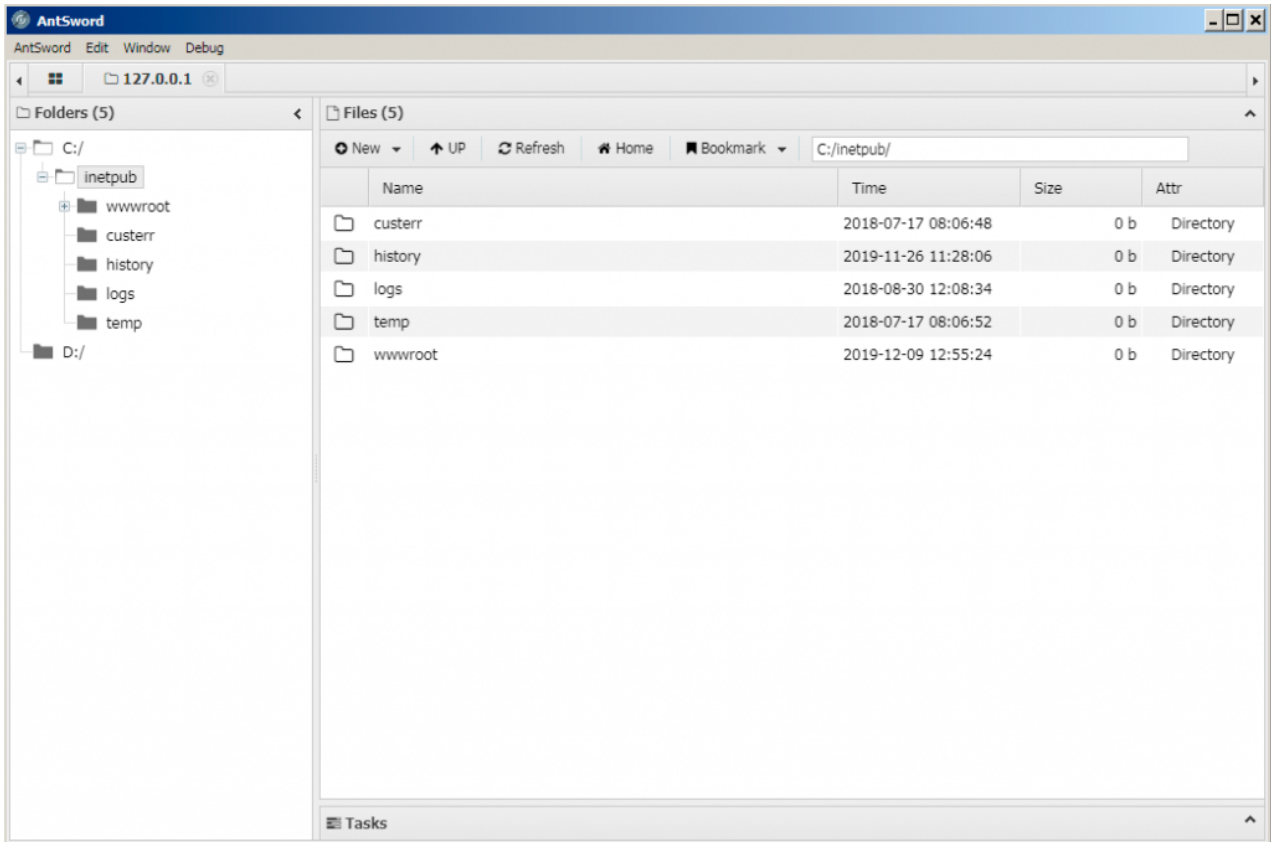 AntSword
AntSword Edit Window Debug
127.0.0.1
Folders (5)
C:/
inetpub
wwwroot
custerr
history
logs
temp
D:/
Files (5)
New UP Refresh Home Bookmark C:/inetpub/
Name Time Size Attr
custerr 2018-07-17 08:06:48 0 b Directory
history 2019-11-26 11:28:06 0 b Directory
logs 2018-08-30 12:08:34 0 b Directory
temp 2018-07-17 08:06:52 0 b Directory
wwwroot 2019-12-09 12:55:24 0 b Directory
Tasks